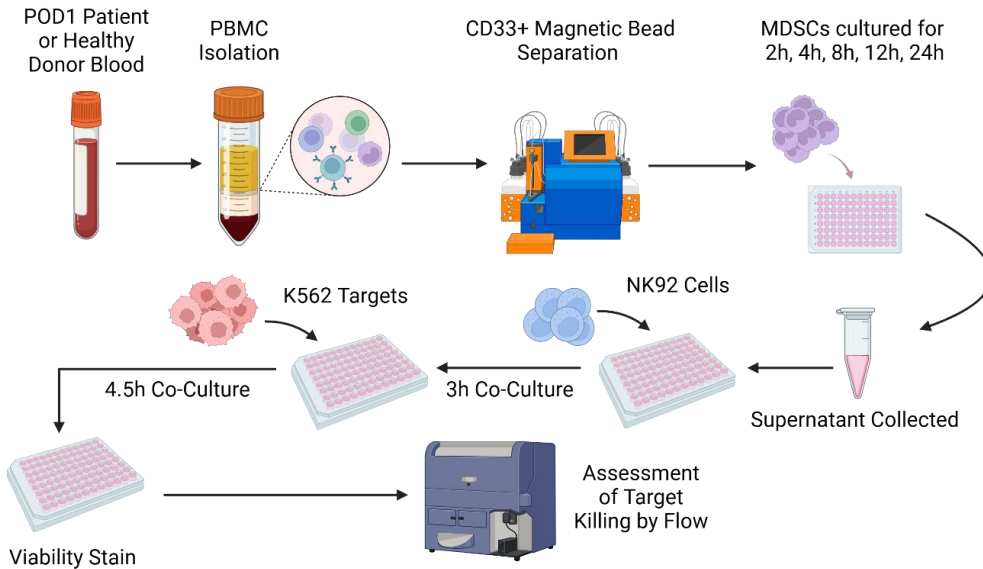 POD1 Patient
or Healthy
Donor Blood
PBMC
Isolation
CD33+ Magnetic Bead
Separation
MDSCs cultured for
2h, 4h, 8h, 12h, 24h
K562 Targets
NK92 Cells
4.5h Co-Culture
3h Co-Culture
Supernatant Collected
Viability Stain
Assessment
of Target
Killing by Flow